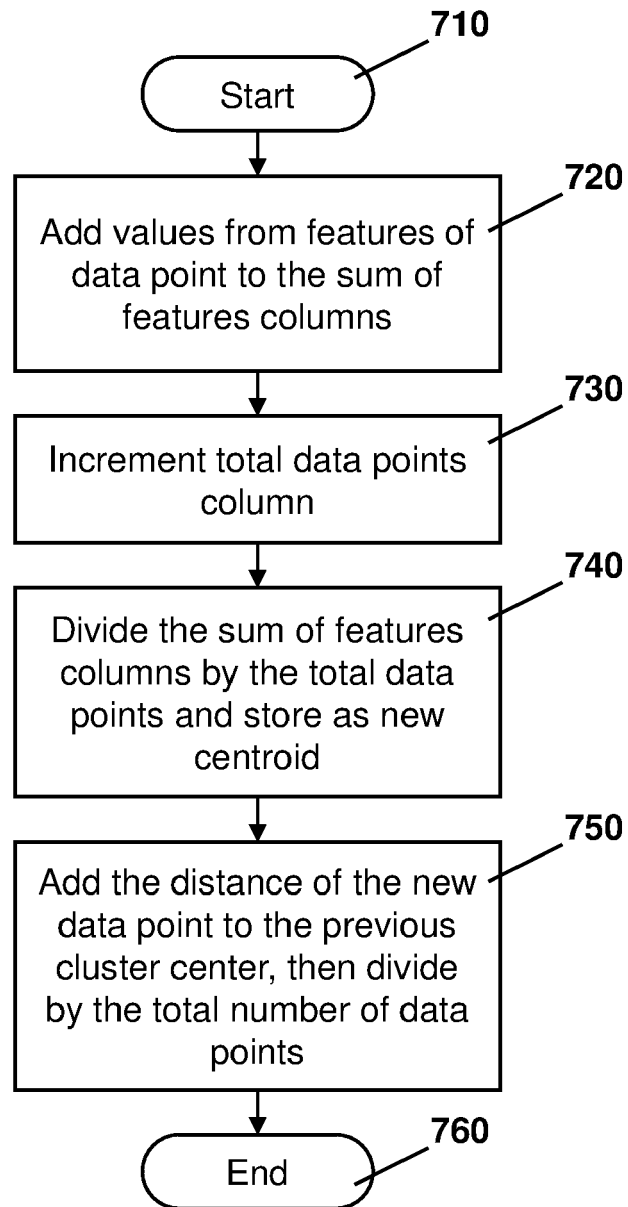 710
Start
720
Add values from features of
data point to the sum of
features columns
730
Increment total data points
column
740
Divide the sum of features
columns by the total data
points and store as new
centroid
750
Add the distance of the new
data point to the previous
cluster center, then divide
by the total number of data
points
760
End